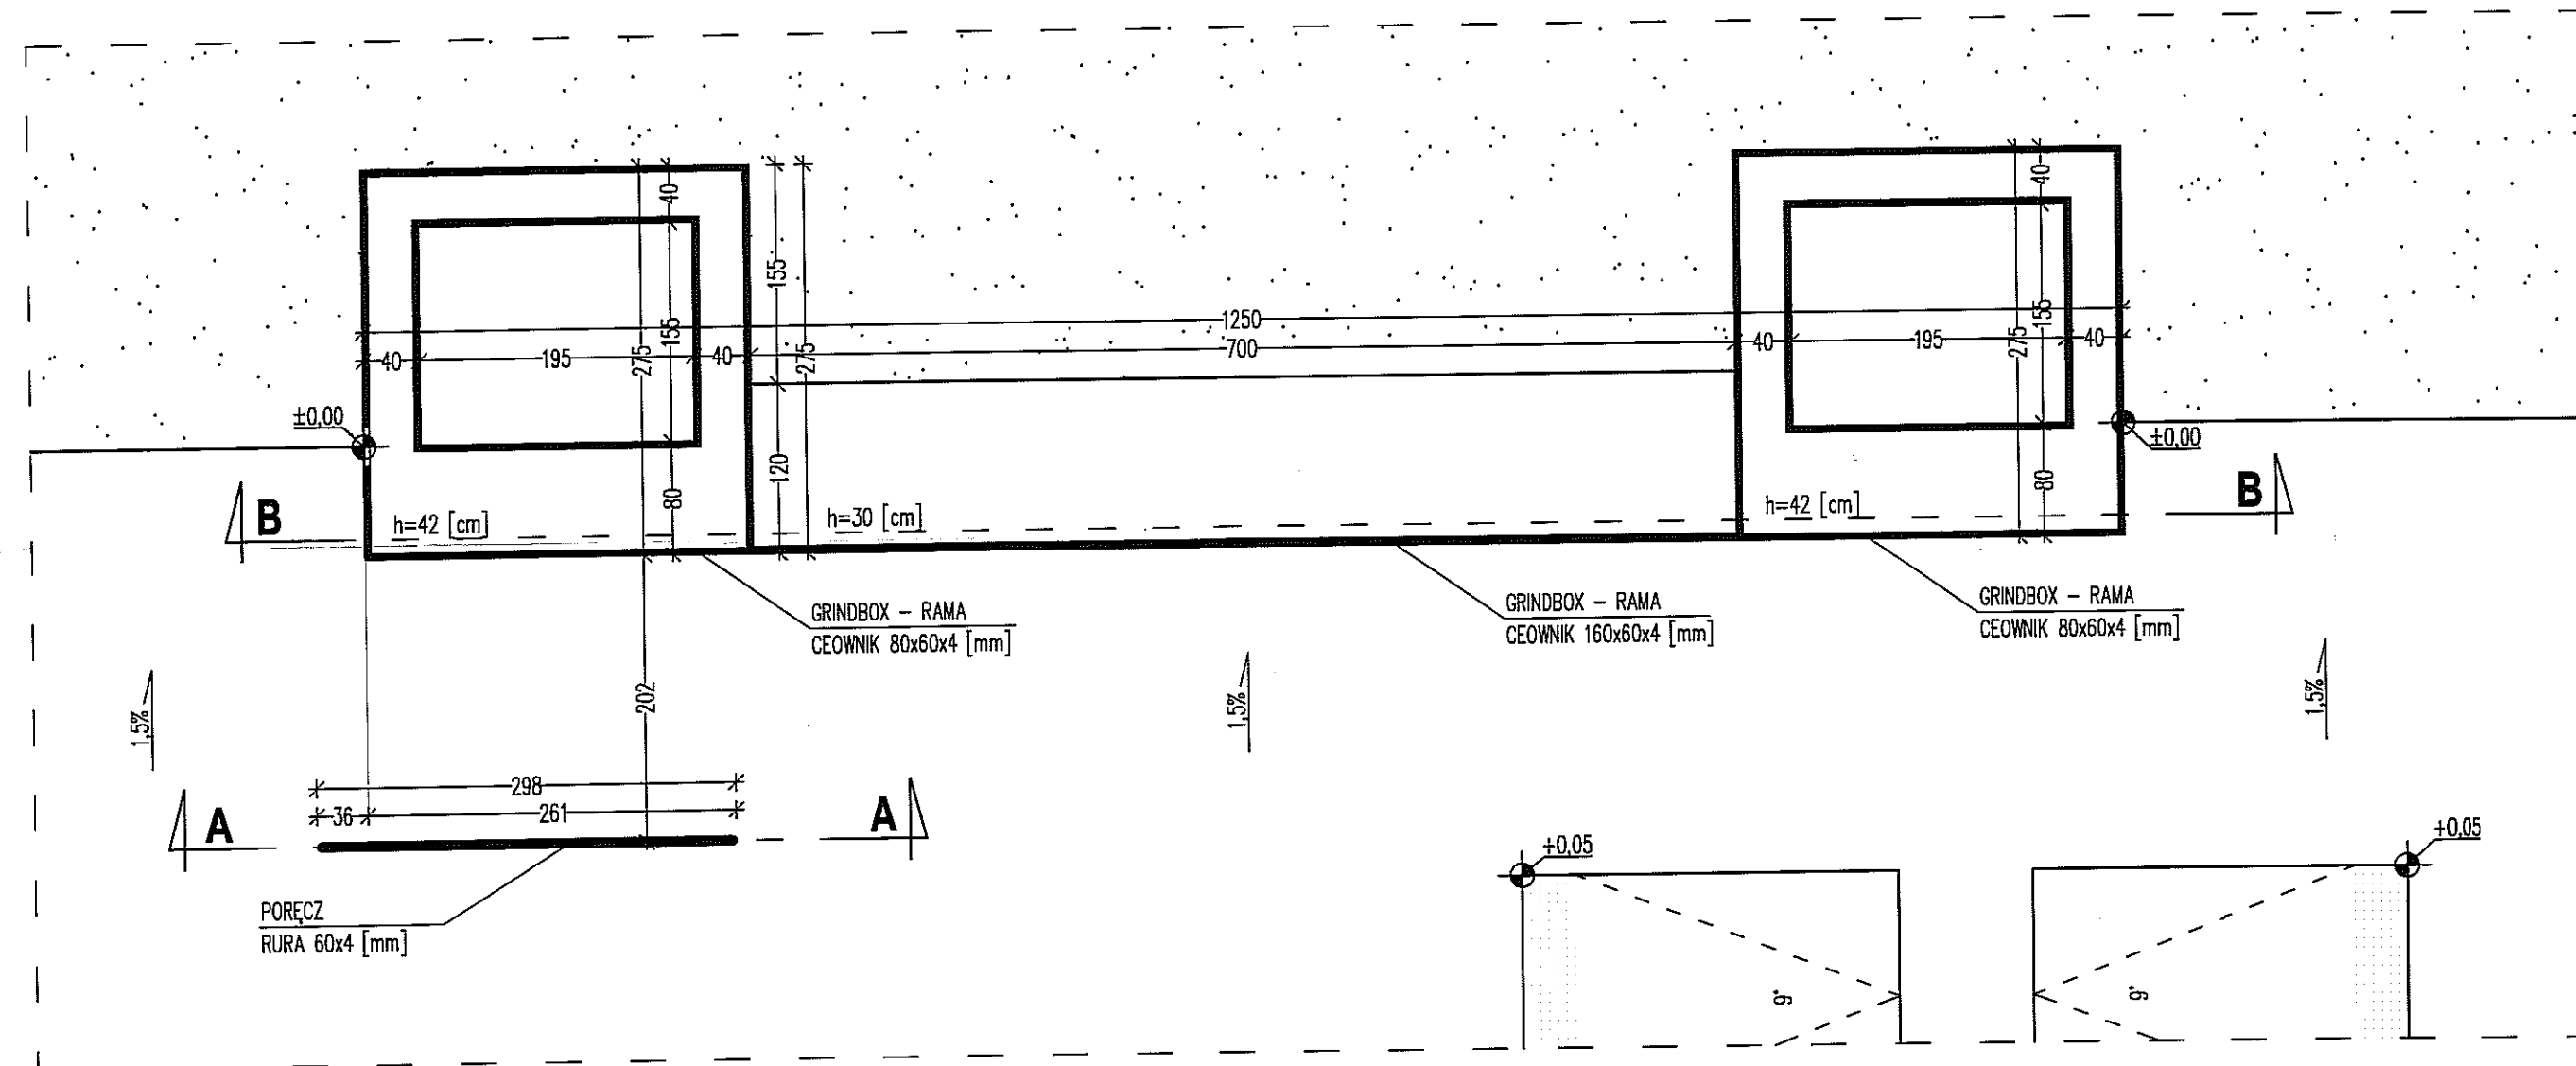 40
40
155
155
1250
155
40
195
275
40
275
700
40
195
275
40
±0,00
±0,00
120
80
80
B
h=42 [cm]
h=30 [cm]
h=42 [cm]
B
GRINDBOX – RAMA
CEOWNIK 80x60x4 [mm]
GRINDBOX – RAMA
CEOWNIK 160x60x4 [mm]
GRINDBOX – RAMA
CEOWNIK 80x60x4 [mm]
1,5%
202
1,5%
1,5%
298
36
261
A
A
+0,05
+0,05
PORĘCZ
RURA 60x4 [mm]
9°
9°